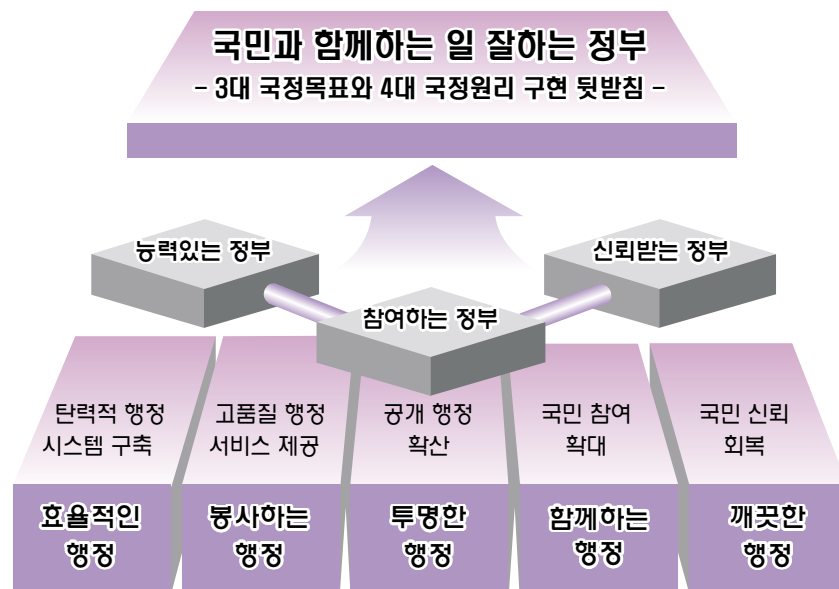 국민과 함께하는 일 잘하는 정부
- 3대 국정목표와 4대 국정원리 구현 뒷받침 -
능력있는 정부
신뢰받는 정부
참여하는 정부
탄력적 행정
시스템 구축
고품질 행정
서비스 제공
공개 행정
확산
국민 참여
확대
국민 신뢰
회복
효율적인
행정
봉사하는
행정
투명한
행정
함께하는
행정
깨끗한
행정